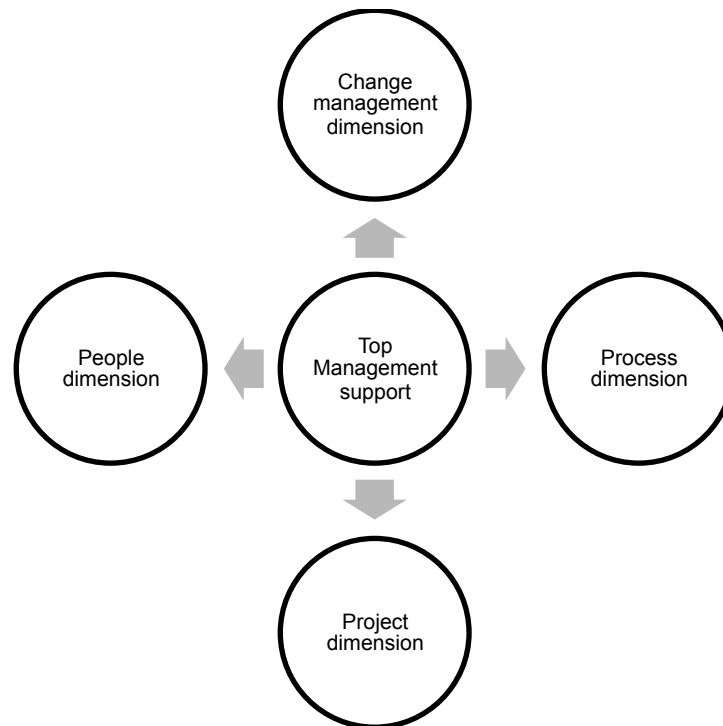 Change
management
dimension
People
dimension
Top
Management
support
Process
dimension
Project
dimension